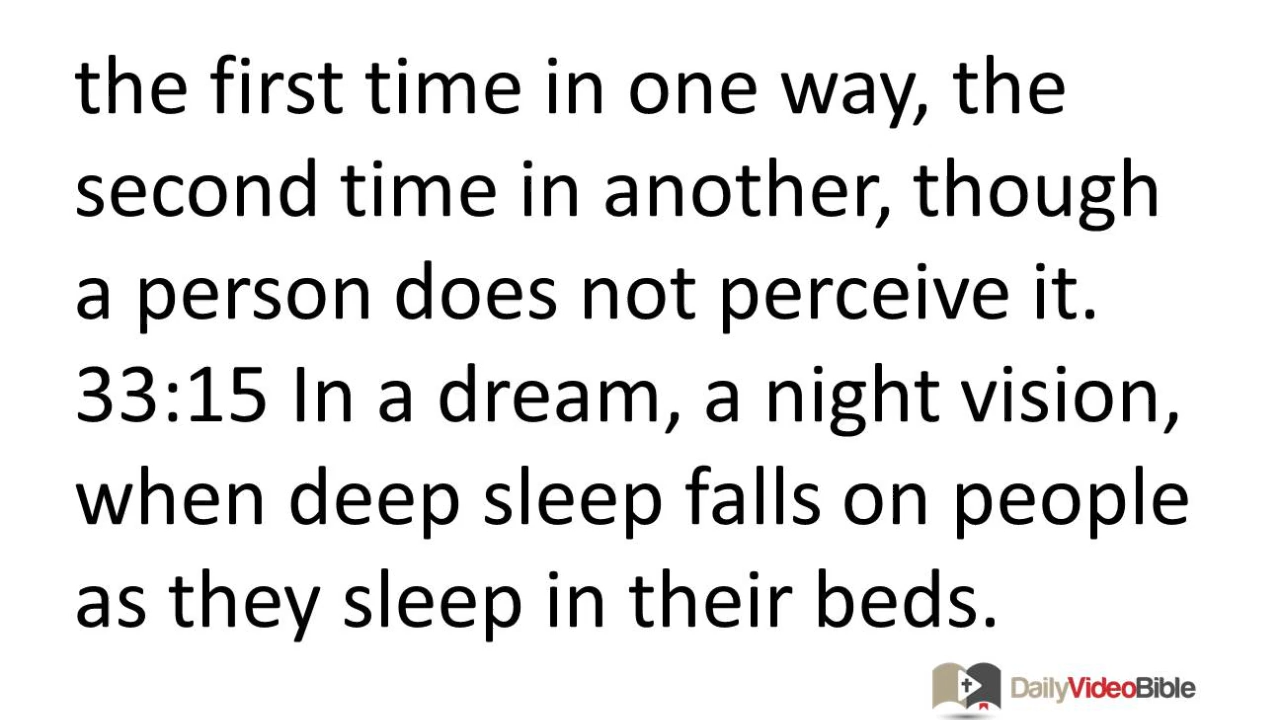 the first time in one way, the
second time in another, though
a person does not perceive it.
33:15 In a dream, a night vision,
when deep sleep falls on people
as they sleep in their beds.
DailyVideoBible